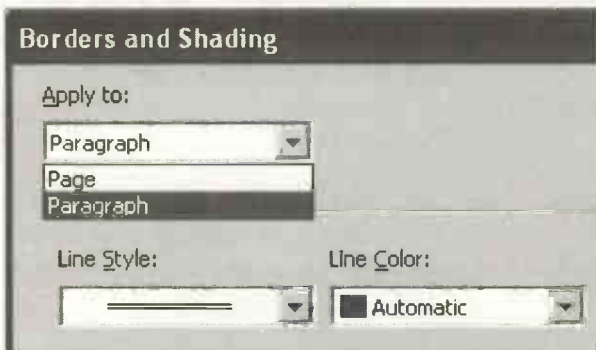 Borders and Shading
Apply to:
Paragraph
Page
Paragraph
Line Style:
Line Color:
Automatic